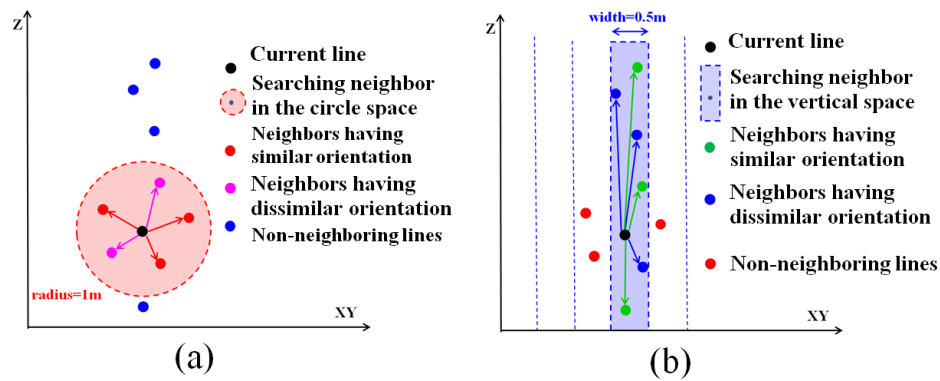 Z
Current line
Searching neighbor
in the circle space
Neighbors having
similar orientation
Neighbors having
dissimilar orientation
Non-neighboring lines
radius=1m
XY
(a)
width=0.5m
Z
Current line
Searching neighbor
in the vertical space
Neighbors having
similar orientation
Neighbors having
dissimilar orientation
Non-neighboring lines
XY
(b)